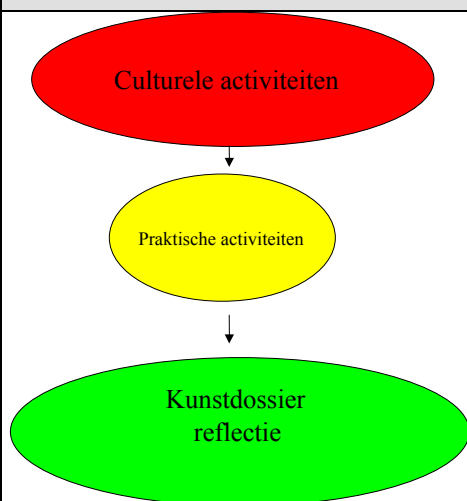 Culturele activiteiten
Praktische activiteiten
Kunstdossier
reflectie